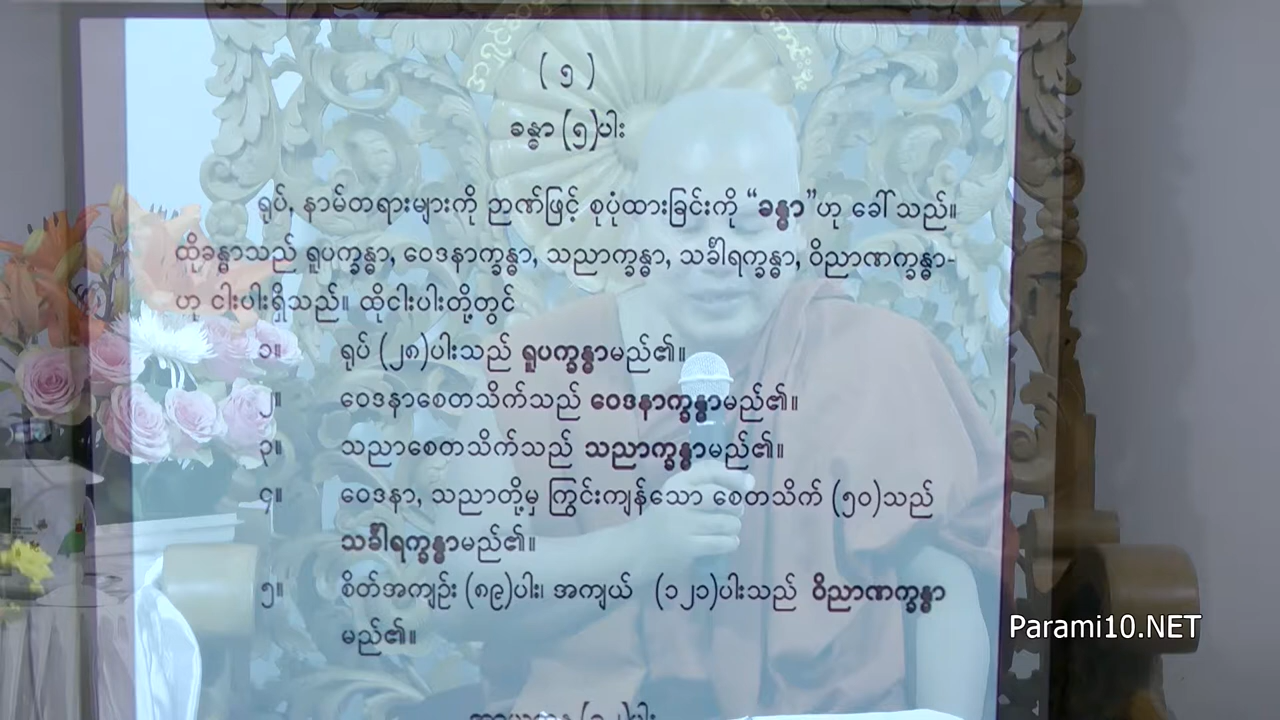 ( ၅ )
ခန္ဓာ (၅)ပါး
ရုပ်, နာမ်တရားများကို ဉာဏ်ဖြင့် စုပုံထားခြင်းကို “ခန္ဓာ”ဟု ခေါ်သည်။
ထိုခန္ဓာသည် ရူပက္ခန္ဓာ, ဝေဒနာက္ခန္ဓာ, သညာက္ခန္ဓာ, သင်္ခါရက္ခန္ဓာ, ဝိညာဏက္ခန္ဓာ-
ဟု ငါးပါးရှိသည်။ ထိုငါးပါးတို့တွင်
၁။ ရုပ် (၂၈)ပါးသည် ရူပက္ခန္ဓာမည်၏။
၂။ ဝေဒနာစေတသိက်သည် ဝေဒနာက္ခန္ဓာမည်၏။
၃။ သညာစေတသိက်သည် သညာက္ခန္ဓာမည်၏။
၄။ ဝေဒနာ, သညာတို့မှ ကြွင်းကျန်သော စေတသိက် (၅၀)သည်
သင်္ခါရက္ခန္ဓာမည်၏။
၅။ စိတ်အကျဉ်း (၈၉)ပါး၊ အကျယ် (၁၂၁)ပါးသည် ဝိညာဏက္ခန္ဓာ
မည်၏။
Parami10.NET